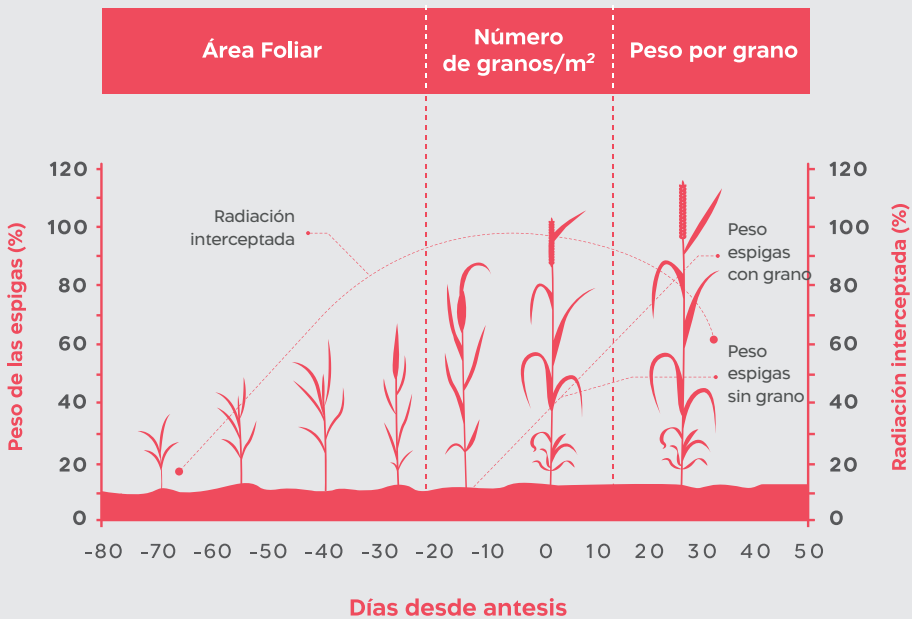 Área Foliar
Número
de granos/m²
Peso por grano
Peso de las espigas (%)
120
100
80
60
40
20
0
Radiación
interceptada
Peso
espigas
con grano
Peso
espigas
sin grano
120
100
80
60
40
20
0
Radiación interceptada (%)
-80 -70 -60 -50 -40 -30 -20 -10 0 10 20 30 40 50
Días desde antesis